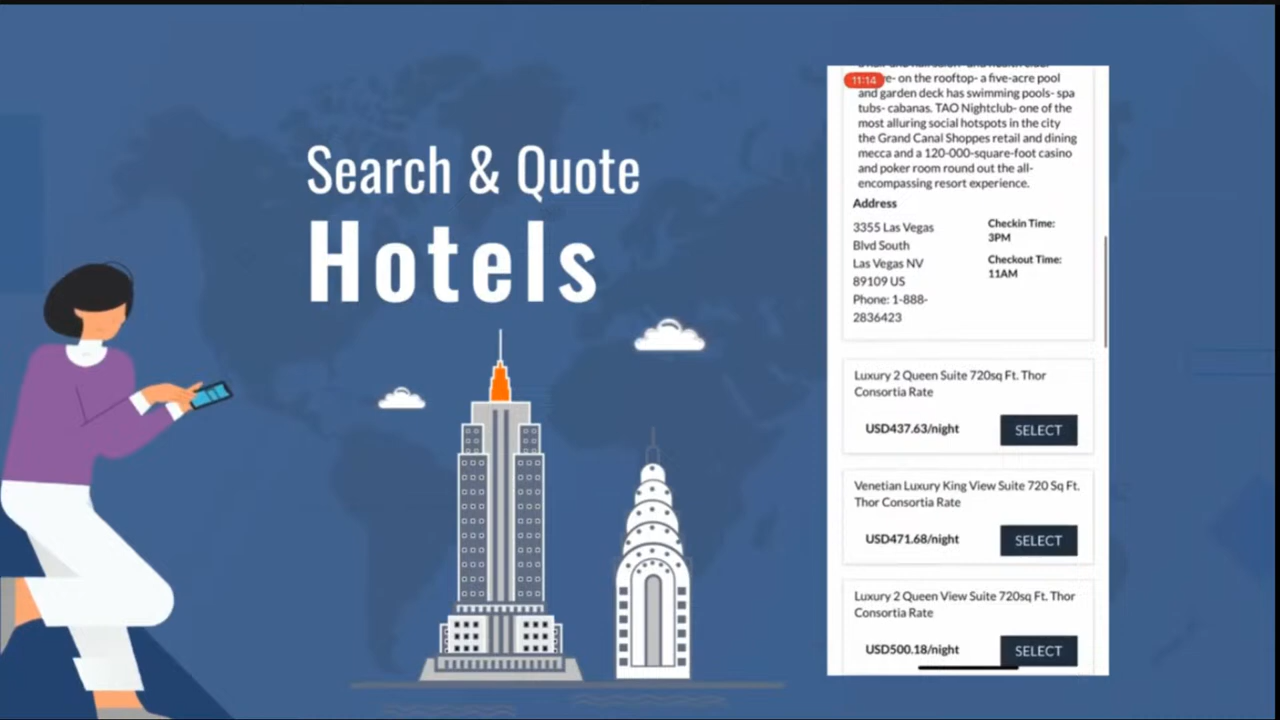 Search & Quote
Hotels
11:14
ve- on the rooftop- a five-acre pool
and garden deck has swimming pools- spa
tubs- cabanas. TAO Nightclub- one of the
most alluring social hotspots in the city
the Grand Canal Shoppes retail and dining
mecca and a 120-000-square-foot casino
and poker room round out the all-
encompassing resort experience.
Address
3355 Las Vegas
Blvd South
Las Vegas NV
89109 US
Phone: 1-888-
2836423
Checkin Time:
3PM
Checkout Time:
11AM
Luxury 2 Queen Suite 720sq Ft. Thor
Consortia Rate
USD437.63/night
SELECT
Venetian Luxury King View Suite 720 Sq Ft.
Thor Consortia Rate
USD471.68/night
SELECT
Luxury 2 Queen View Suite 720sq Ft. Thor
Consortia Rate
USD500.18/night
SELECT